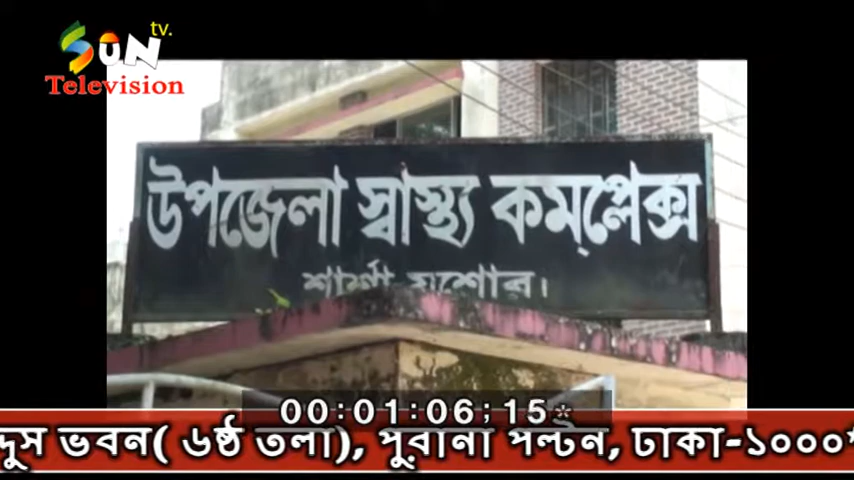 SUN tv.
Television
উপজেলা স্বাস্থ্য কমপ্লেক্স
শার্শা যশোর।
00:01:06;15*
দ্দুস ভবন( ৬ষ্ঠ তলা), পুরানা পল্টন, ঢাকা-১০০০